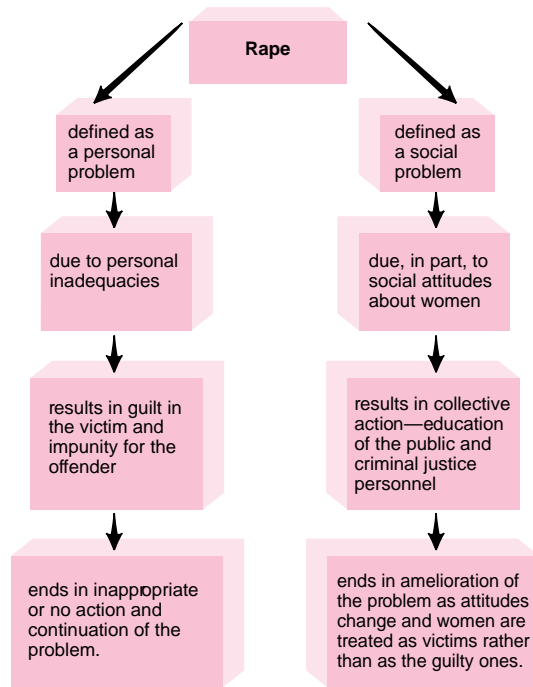 Rape
defined as
a personal
problem
due to personal
inadequacies
results in guilt in
the victim and
impunity for the
offender
ends in inappropriate
or no action and
continuation of the
problem.
defined as
a social
problem
due, in part, to
social attitudes
about women
results in collective
action—education
of the public and
criminal justice
personnel
ends in amelioration of
the problem as attitudes
change and women are
treated as victims rather
than as the guilty ones.